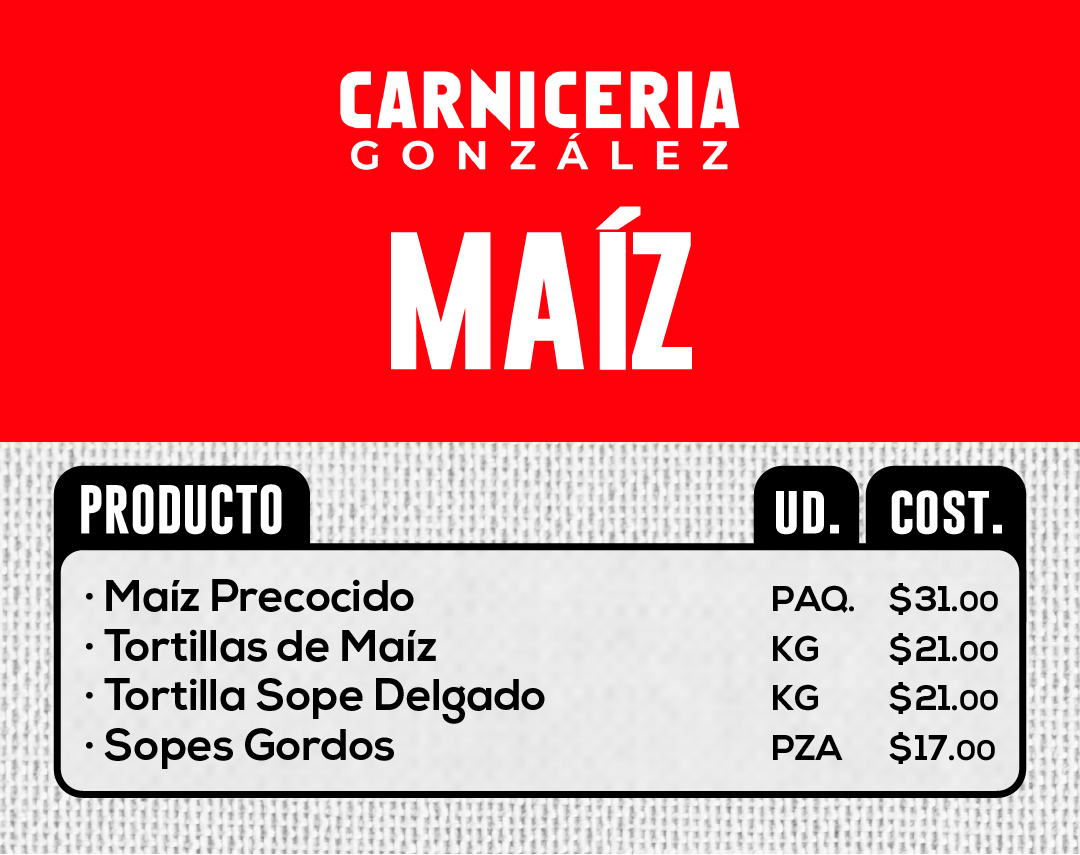 CARNICERIA
GONZÁLEZ
MAÍZ
PRODUCTO UD. COST.
· Maíz Precocido PAQ. $31.00
· Tortillas de Maíz KG $21.00
· Tortilla Sope Delgado KG $21.00
· Sopes Gordos PZA $17.00